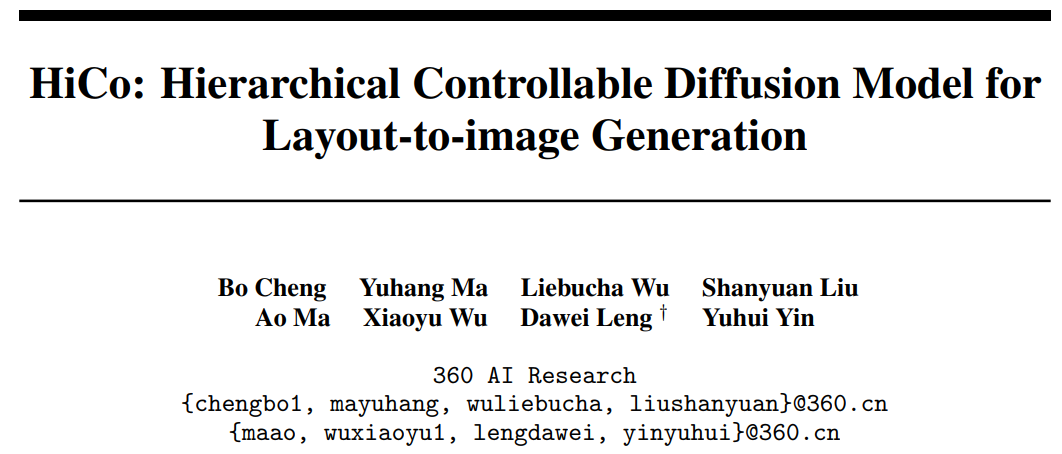 HiCo: Hierarchical Controllable Diffusion Model for
Layout-to-image Generation
Bo Cheng Yuhang Ma Liebucha Wu Shanyuan Liu
Ao Ma Xiaoyu Wu Dawei Leng † Yuhui Yin
360 AI Research
{chengbo1, mayuhang, wuliebucha, liushanyuan}@360.cn
{maao, wuxiaoyu1, lengdawei, yinyuhui}@360.cn